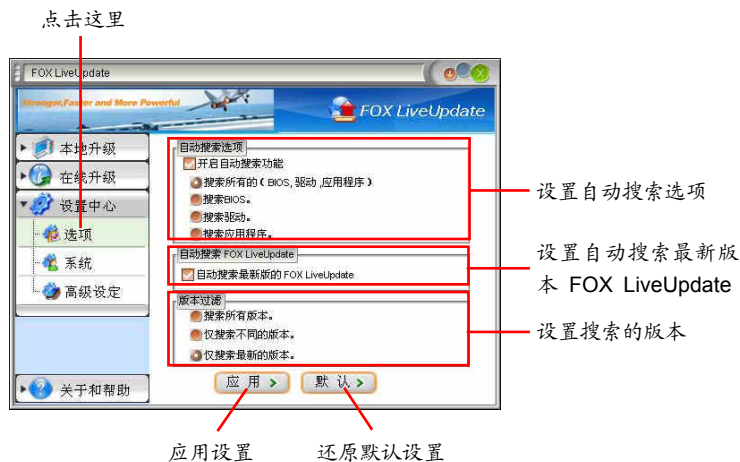 点击这里
FOX LiveUpdate
Stronger,Faster and More Powerful
FOX LiveUpdate
本地升级
在线升级
设置中心
选项
系统
高级设定
关于和帮助
自动搜索选项
开启自动搜索功能
搜索所有的（BIOS,驱动,应用程序）
搜索BIOS。
搜索驱动。
搜索应用程序。
自动搜索 FOX LiveUpdate
自动搜索最新版的 FOX LiveUpdate
版本过滤
搜索所有版本。
仅搜索不同的版本。
仅搜索最新的版本。
应 用
默 认
设置自动搜索选项
设置自动搜索最新版
本 FOX LiveUpdate
设置搜索的版本
应用设置
还原默认设置